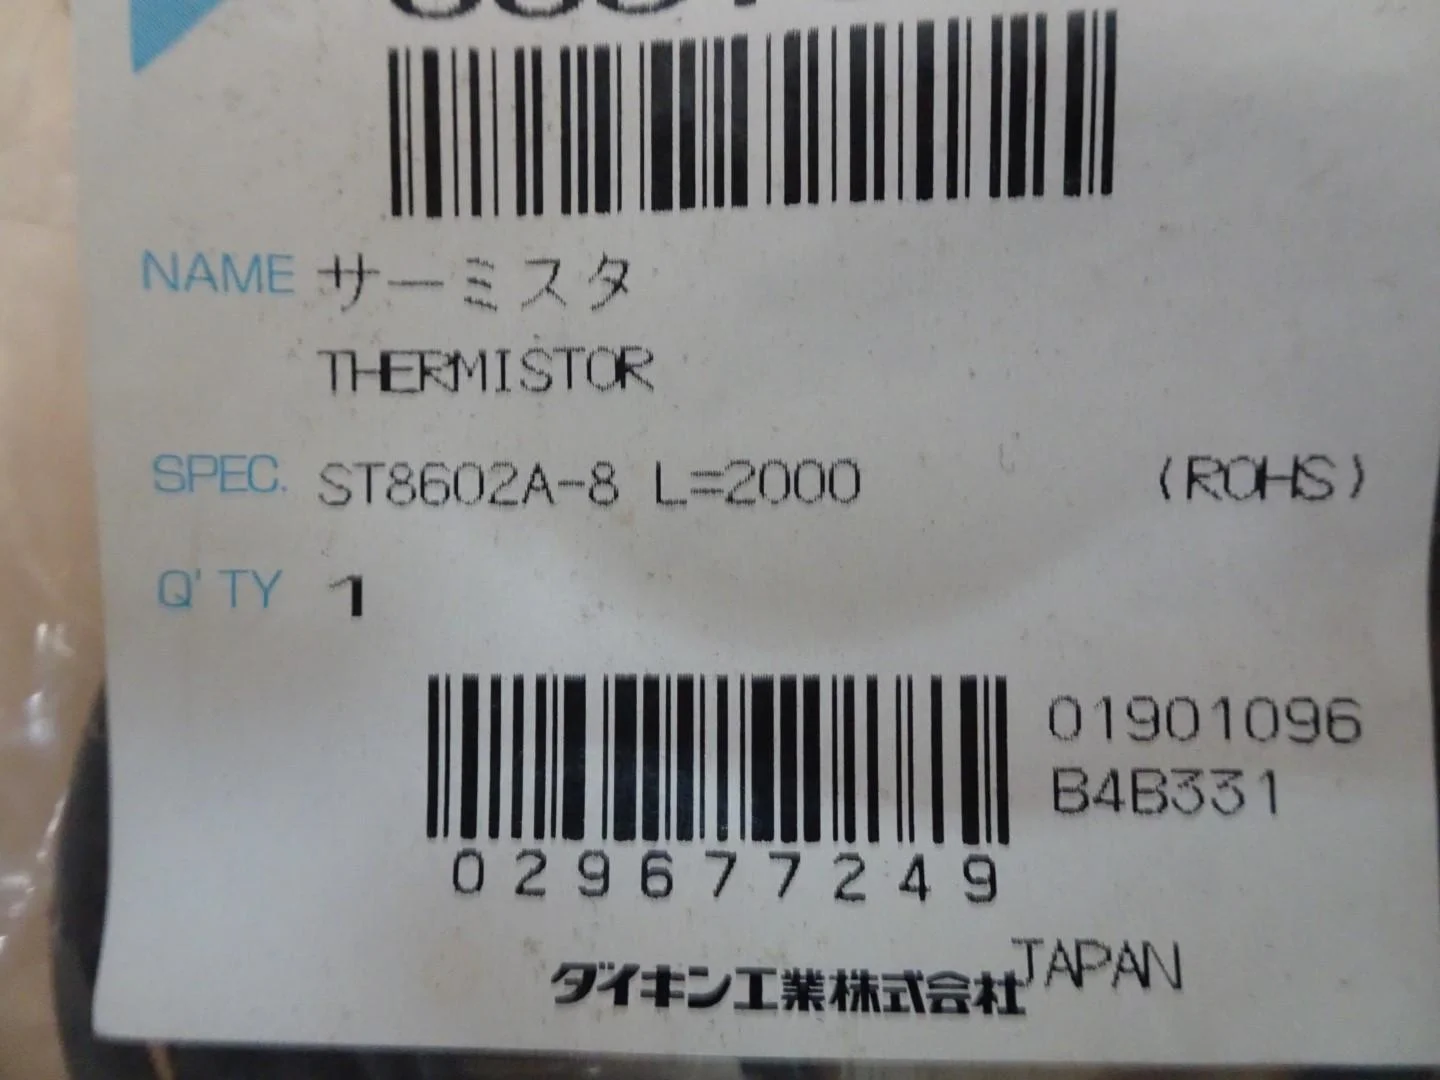 NAME サーミスタ
THERMISTOR
SPEC. ST8602A-8 L=2000 (ROHS)
Q'TY 1
01901096
B4B331
029677249
ダイキン工業株式会社 JAPAN